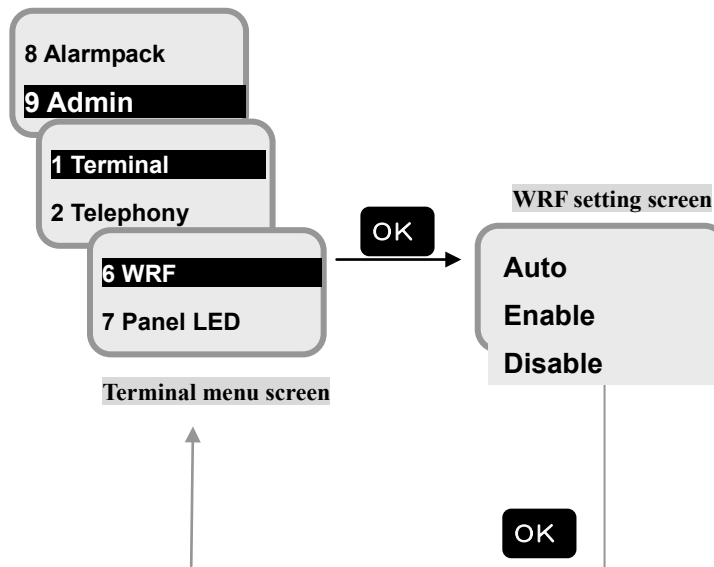 8 Alarmpack
9 Admin
1 Terminal
2 Telephony
6 WRF
7 Panel LED
Terminal menu screen
OK
WRF setting screen
Auto
Enable
Disable
OK